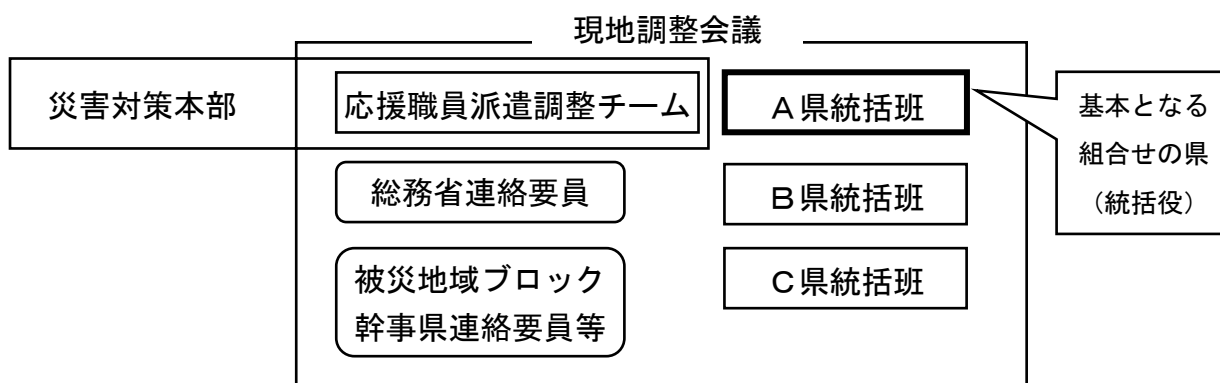 現地調整会議
災害対策本部
応援職員派遣調整チーム
A県統括班
基本となる
組合せの県
（統括役）
総務省連絡要員
B県統括班
被災地域ブロック
幹事県連絡要員等
C県統括班